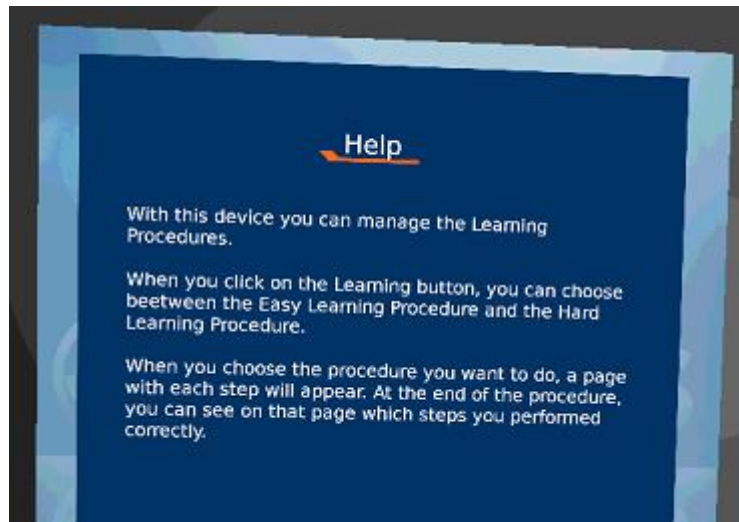 Help
With this device you can manage the Learning
Procedures.
When you click on the Learning button, you can choose
beetween the Easy Learning Procedure and the Hard
Learning Procedure.
When you choose the procedure you want to do, a page
with each step will appear. At the end of the procedure,
you can see on that page which steps you performed
correctly.